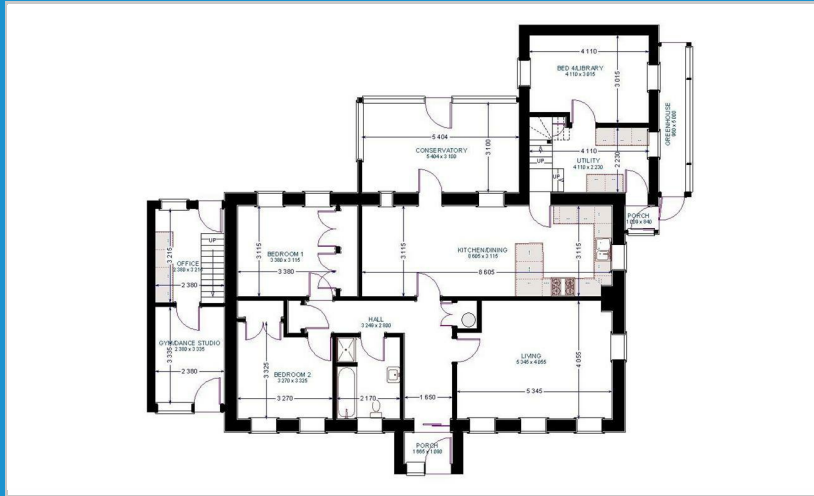 4 110
BED 4/LIBRARY
4 110 x 3 015
3 015
GREENHOUSE
5 404
CONSERVATORY
5 404 x 3 100
3 100
4 110
UTILITY
4 110 x 2 230
2 230
UP
UP
PORCH
UP
3 215
OFFICE
2 380 x 3 215
2 380
3 115
BEDROOM 1
3 380 x 3 115
3 380
3 115
KITCHEN/DINING
8 605 x 3 115
8 605
3 115
GYM/DANCE STUDIO
2 380 x 3 335
3 335
2 380
HALL
3 325
BEDROOM 2
3 270 x 3 325
3 270
2 170
1 650
LIVING
5 345
4 055
PORCH